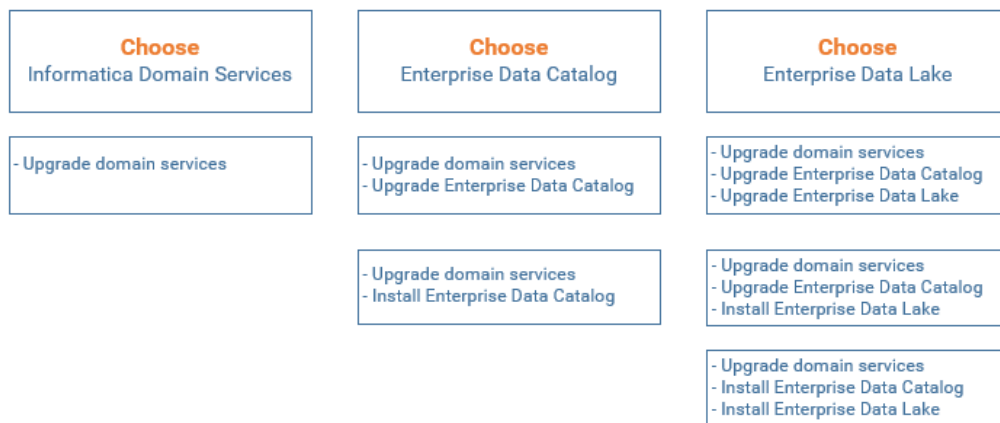 Choose
Informatica Domain Services
Choose
Enterprise Data Catalog
Choose
Enterprise Data Lake
- Upgrade domain services
- Upgrade domain services
- Upgrade Enterprise Data Catalog
- Upgrade domain services
- Upgrade Enterprise Data Catalog
- Upgrade Enterprise Data Lake
- Upgrade domain services
- Install Enterprise Data Catalog
- Upgrade domain services
- Upgrade Enterprise Data Catalog
- Install Enterprise Data Lake
- Upgrade domain services
- Install Enterprise Data Catalog
- Install Enterprise Data Lake